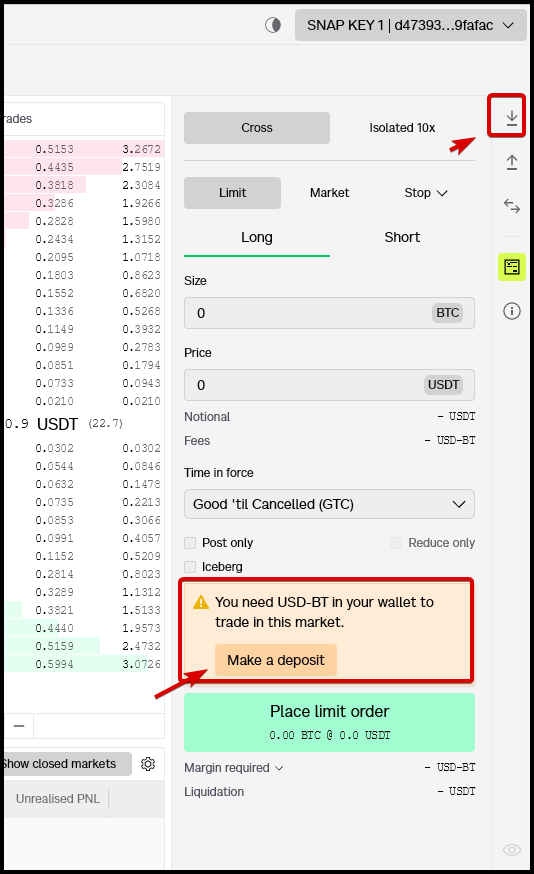 SNAP KEY 1 | d47393...9fafac
rades
Cross Isolated 10x
0.5153 3.2672
0.4435 2.7519
0.3818 2.3084
0.3286 1.9266
0.2828 1.5980
0.2434 1.3152
0.2095 1.0718
0.1803 0.8623
0.1552 0.6820
0.1336 0.5268
0.1149 0.3932
0.0989 0.2783
0.0851 0.1794
0.0733 0.0943
0.0210 0.0210
0.9 USDT (22.7)
0.0302 0.0302
0.0544 0.0846
0.0632 0.1478
0.0735 0.2213
0.0853 0.3066
0.0991 0.4057
0.1152 0.5209
0.2814 0.8023
0.3289 1.1312
0.3821 1.5133
0.4440 1.9573
0.5159 2.4732
0.5994 3.0726
Show closed markets
Unrealised PNL
Limit Market Stop
Long Short
Size
0 BTC
Price
0 USDT
Notional - USDT
Fees - USD-BT
Time in force
Good 'til Cancelled (GTC)
Post only Reduce only
Iceberg
You need USD-BT in your wallet to
trade in this market.
Make a deposit
Place limit order
0.00 BTC @ 0.0 USDT
Margin required - USD-BT
Liquidation - USDT